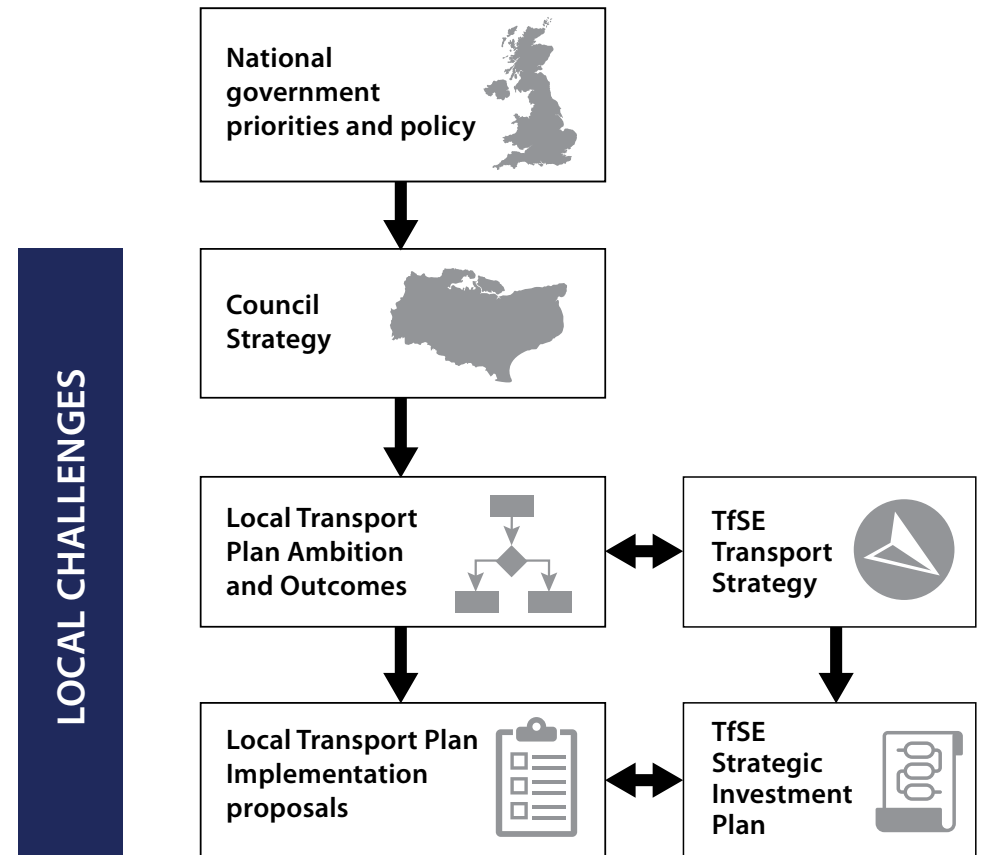 National
government
priorities and policy
LOCAL CHALLENGES
Council
Strategy
Local Transport
Plan Ambition
and Outcomes
TfSE
Transport
Strategy
Local Transport Plan
Implementation
proposals
TfSE
Strategic
Investment
Plan